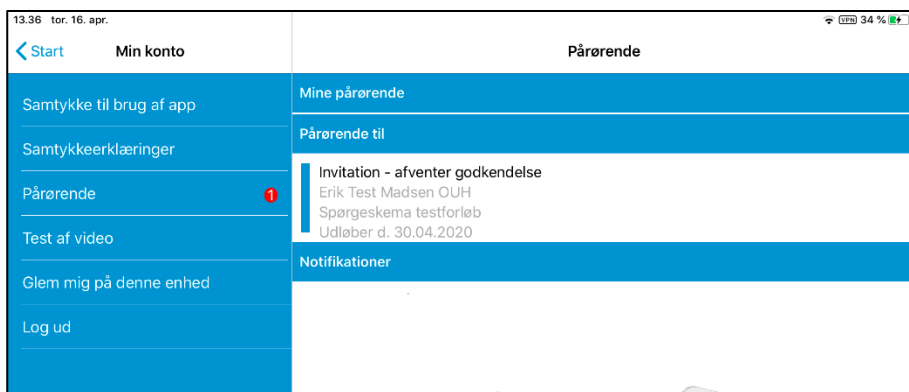 13.36 tor. 16. apr.
VPN 34 %
Start
Min konto
Pårørende
Samtykke til brug af app
Samtykkeerklæringer
Pårørende
1
Test af video
Glem mig på denne enhed
Log ud
Mine pårørende
Pårørende til
Invitation - afventer godkendelse
Erik Test Madsen OUH
Spørgeskema testforløb
Udløber d. 30.04.2020
Notifikationer